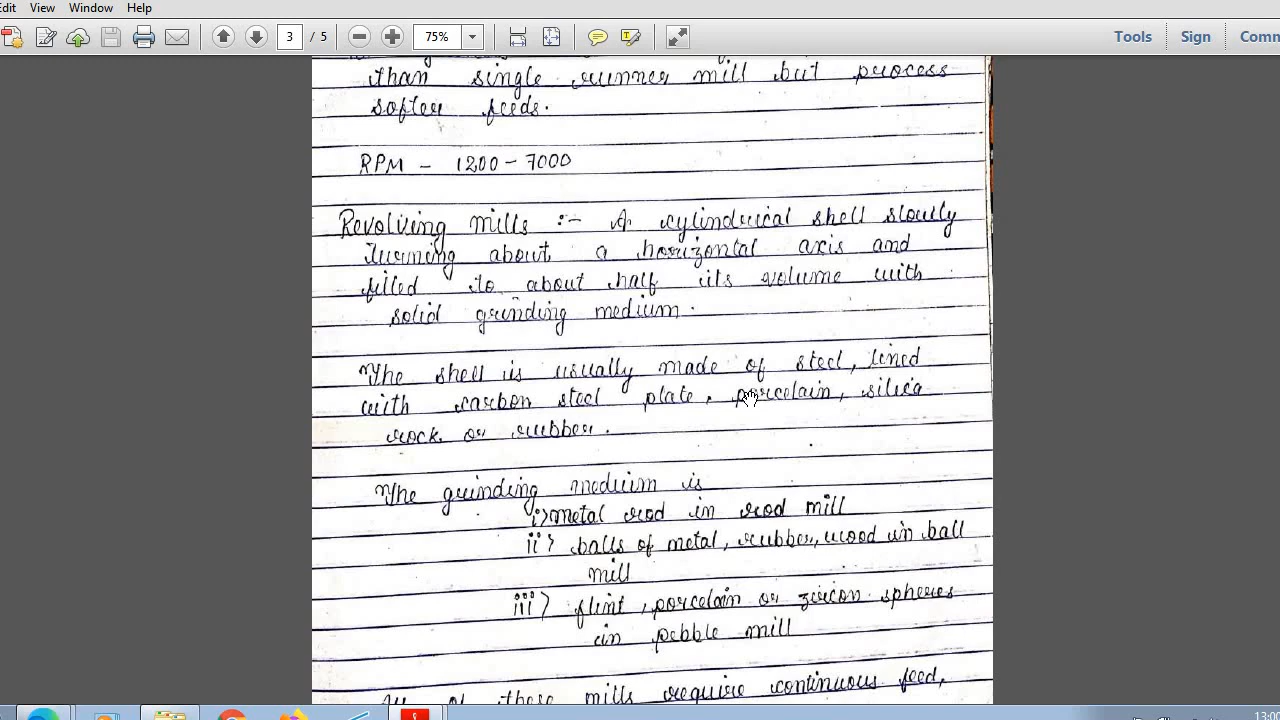 Edit View Window Help
3 / 5 75% Tools Sign Comm
than single runner mill but process
softer feeds.
RPM - 1200 - 7000
Revolving mills :- A cylinderical shell slowly
turning about a horizontal axis and
filled to about half its volume with
solid grinding medium.
The shell is usually made of steel, lined
with carbon steel plate, porcelain, silica
rock or rubber.
The grinding medium is
i> metal rod in rod mill
ii> balls of metal, rubber, wood in ball
mill
iii> flint, porcelain or zircon spheres
in pebble mill
of these mills require continuous feed,
13:00